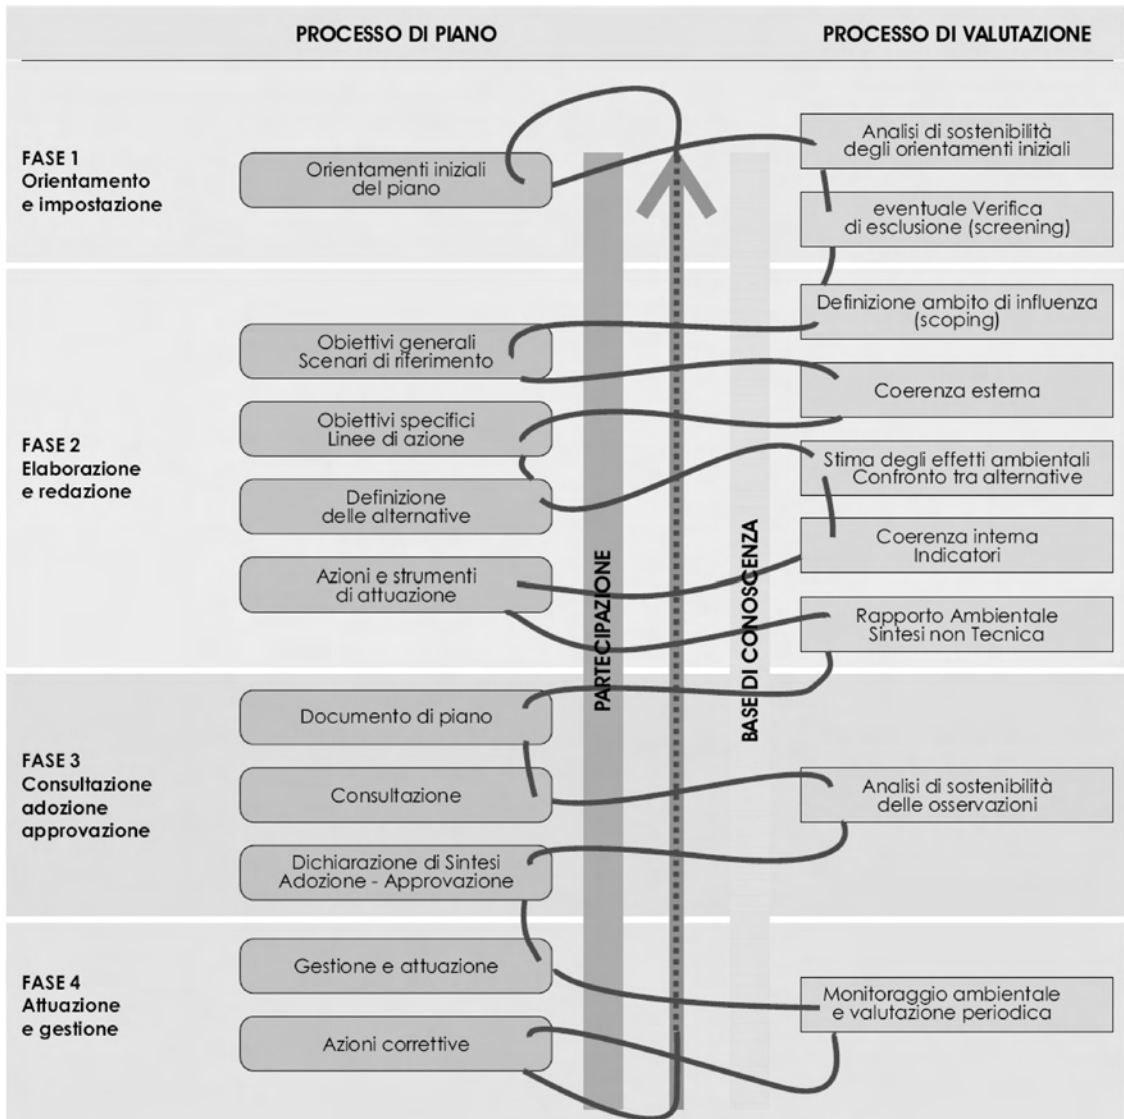 PROCESSO DI PIANO
PROCESSO DI VALUTAZIONE
FASE 1
Orientamento
e impostazione
Orientamenti iniziali
del piano
Analisi di sostenibilità
degli orientamenti iniziali
eventuale Verifica
di esclusione (screening)
FASE 2
Elaborazione
e redazione
Definizione ambito di influenza
(scoping)
Obiettivi generali
Scenari di riferimento
Coerenza esterna
Obiettivi specifici
Linee di azione
Stima degli effetti ambientali
Confronto tra alternative
Definizione
delle alternative
Coerenza interna
Indicatori
Azioni e strumenti
di attuazione
Rapporto Ambientale
Sintesi non Tecnica
PARTECIPAZIONE
BASE DI CONOSCENZA
FASE 3
Consultazione
adozione
approvazione
Documento di piano
Consultazione
Analisi di sostenibilità
delle osservazioni
Dichiarazione di Sintesi
Adozione - Approvazione
FASE 4
Attuazione
e gestione
Gestione e attuazione
Monitoraggio ambientale
e valutazione periodica
Azioni correttive